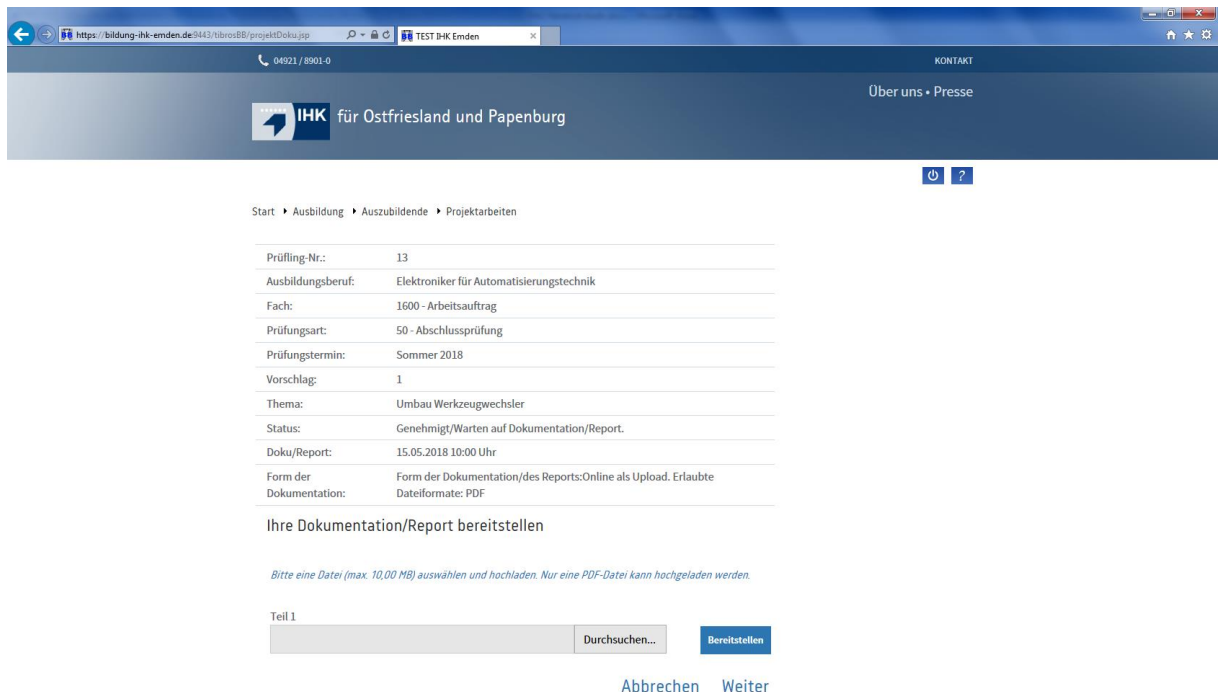 https://bildung-ihk-emden.de:9443/tibrosBB/projektDoku.jsp
TEST IHK Emden
04921 / 8901-0 KONTAKT
Über uns • Presse
IHK für Ostfriesland und Papenburg
?
Start ▸ Ausbildung ▸ Auszubildende ▸ Projektarbeiten
Prüfling-Nr.: 13
Ausbildungsberuf: Elektroniker für Automatisierungstechnik
Fach: 1600 - Arbeitsauftrag
Prüfungsart: 50 - Abschlussprüfung
Prüfungstermin: Sommer 2018
Vorschlag: 1
Thema: Umbau Werkzeugwechsler
Status: Genehmigt/Warten auf Dokumentation/Report.
Doku/Report: 15.05.2018 10:00 Uhr
Form der Form der Dokumentation/des Reports:Online als Upload. Erlaubte
Dokumentation: Dateiformate: PDF
Ihre Dokumentation/Report bereitstellen
Bitte eine Datei (max. 10,00 MB) auswählen und hochladen. Nur eine PDF-Datei kann hochgeladen werden.
Teil 1
Durchsuchen... Bereitstellen
Abbrechen Weiter